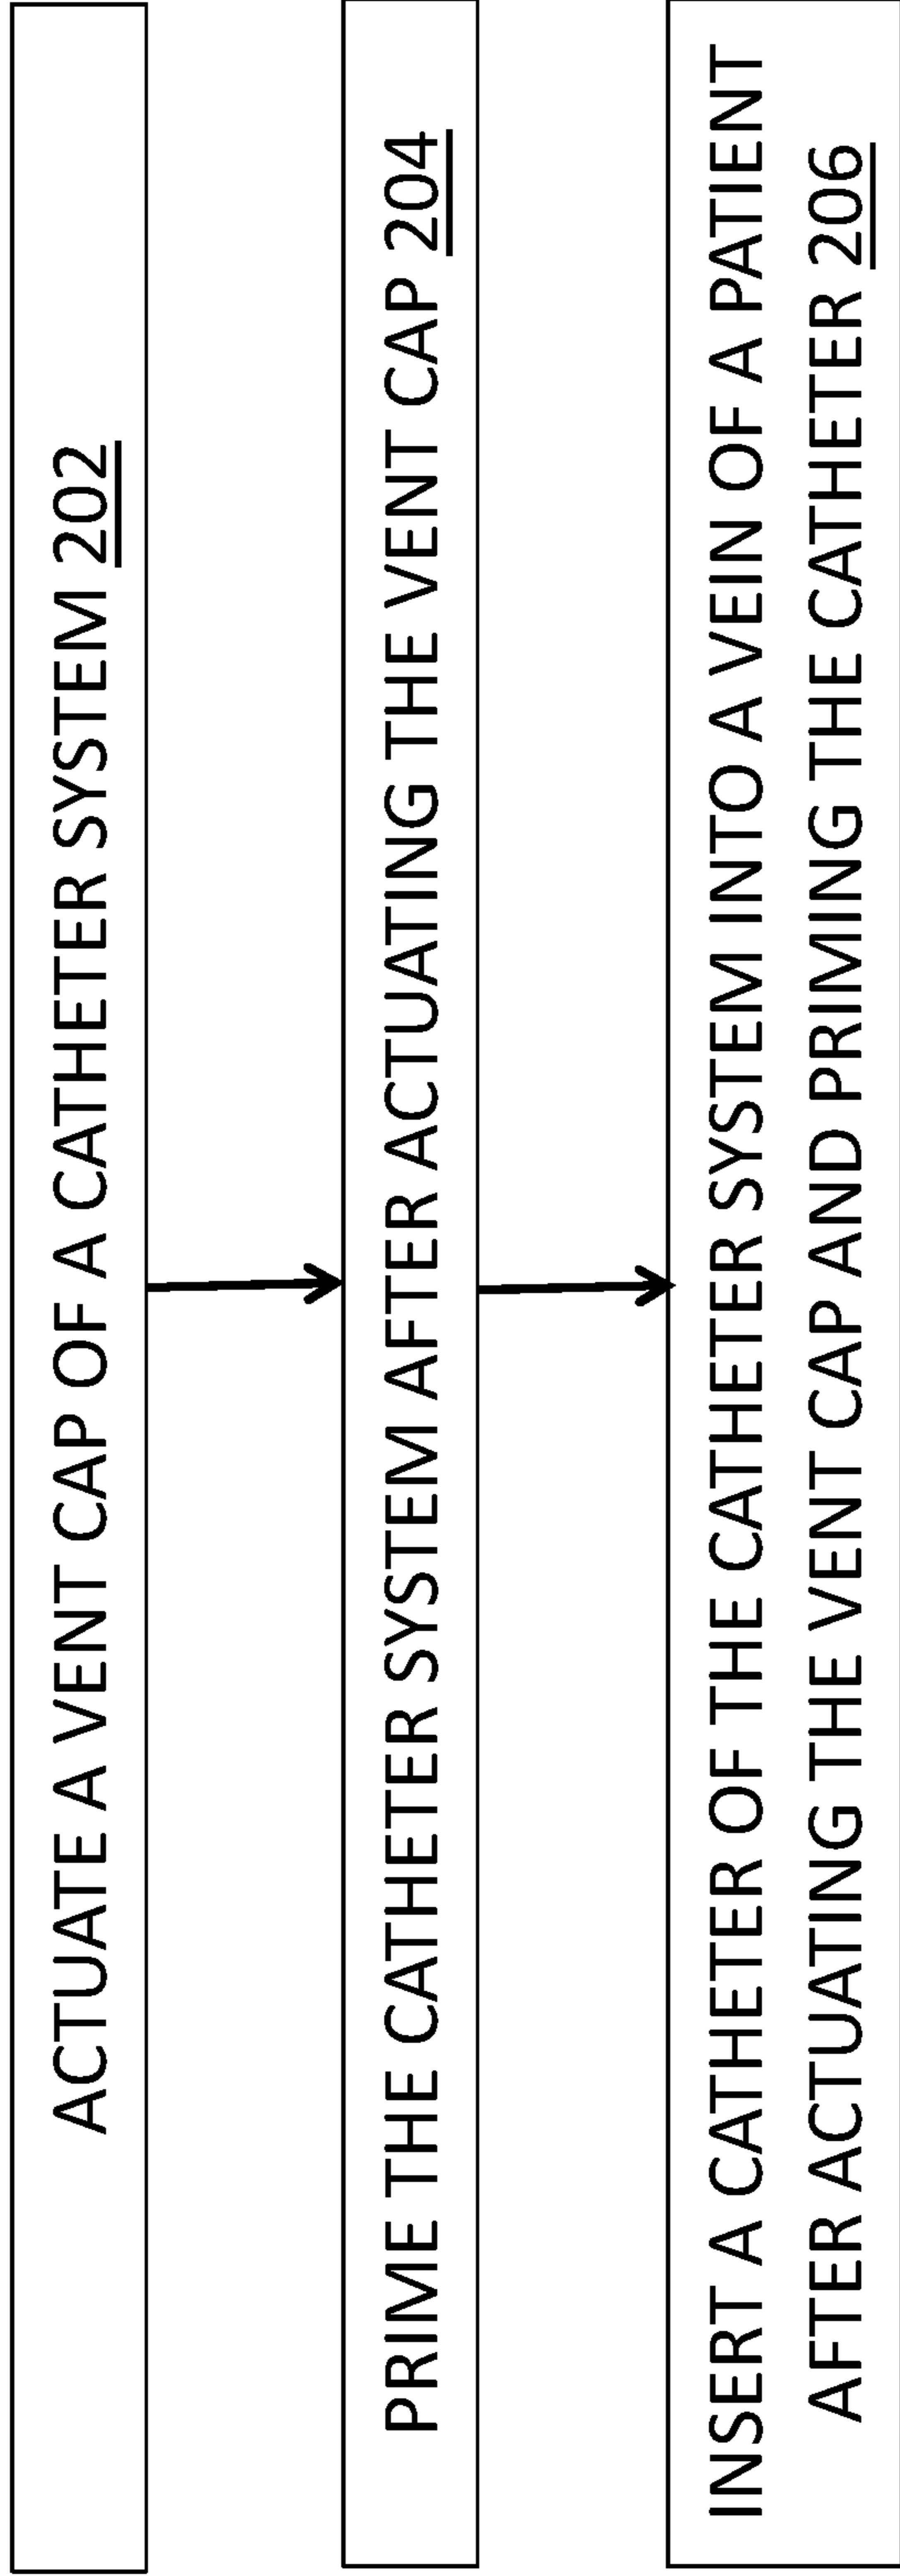 ACTUATE A VENT CAP OF A CATHETER SYSTEM 202
PRIME THE CATHETER SYSTEM AFTER ACTUATING THE VENT CAP 204
INSERT A CATHETER OF THE CATHETER SYSTEM INTO A VEIN OF A PATIENT
AFTER ACTUATING THE VENT CAP AND PRIMING THE CATHETER 206